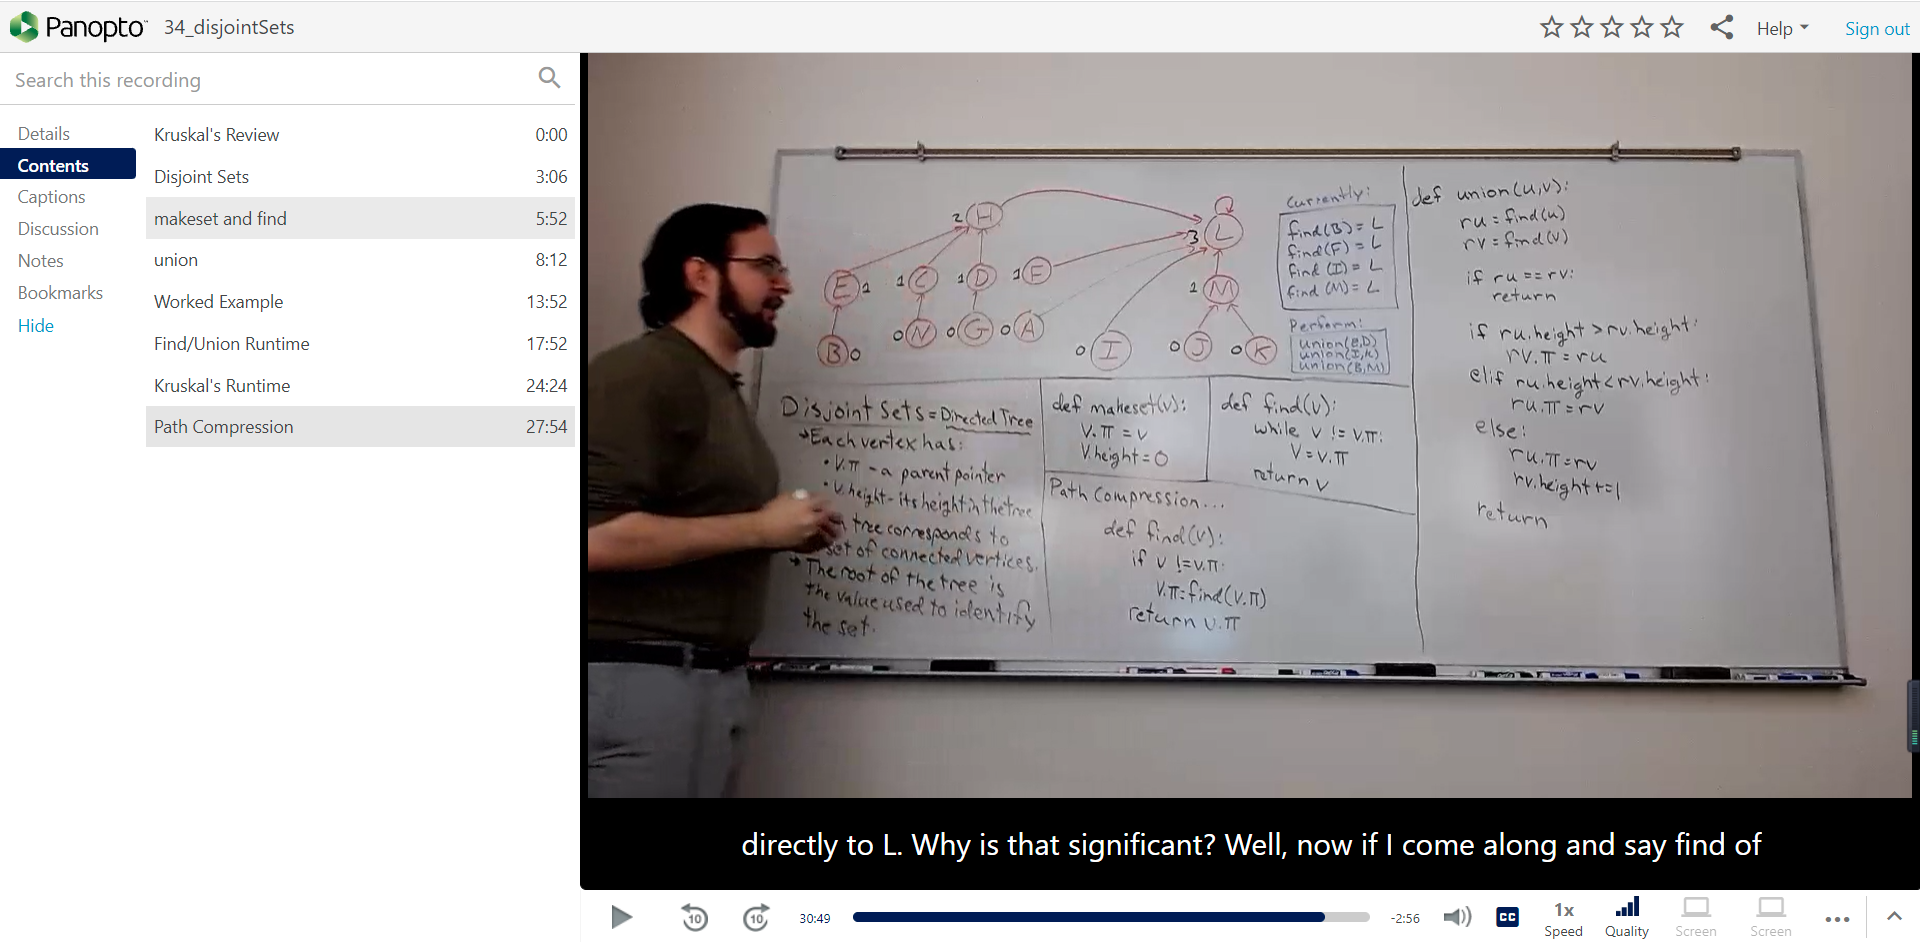 Panopto
34_disjointSets
Help
Sign out
Search this recording
Details
Contents
Captions
Discussion
Notes
Bookmarks
Hide
Kruskal's Review 0:00
Disjoint Sets 3:06
makeset and find 5:52
union 8:12
Worked Example 13:52
Find/Union Runtime 17:52
Kruskal's Runtime 24:24
Path Compression 27:54
2 H
3 L
E 1
1 C
1 D
1 F
1 M
B 0
0 N
0 G
0 A
0 I
0 J
0 K
Currently:
find(B) = L
find(F) = L
find(I) = L
find(M) = L
Perform:
union(B,D)
union(I,K)
union(B,M)
Disjoint Sets = Directed Tree
→Each vertex has:
• v.π - a parent pointer
• v.height - its height in the tree
tree corresponds to
set of connected vertices.
→ The root of the tree is
the value used to identify
the set.
def makeset(v):
v.π = v
v.height = 0
def find(v):
while v != v.π:
v = v.π
return v
Path Compression...
def find(v):
if v != v.π:
v.π = find(v.π)
return v.π
def union(u,v):
ru = find(u)
rv = find(v)
if ru == rv:
return
if ru.height > rv.height:
rv.π = ru
elif ru.height < rv.height:
ru.π = rv
else:
ru.π = rv
rv.height += 1
return
directly to L. Why is that significant? Well, now if I come along and say find of
10
10
30:49
-2:56
CC
1x
Speed
Quality
Screen
Screen